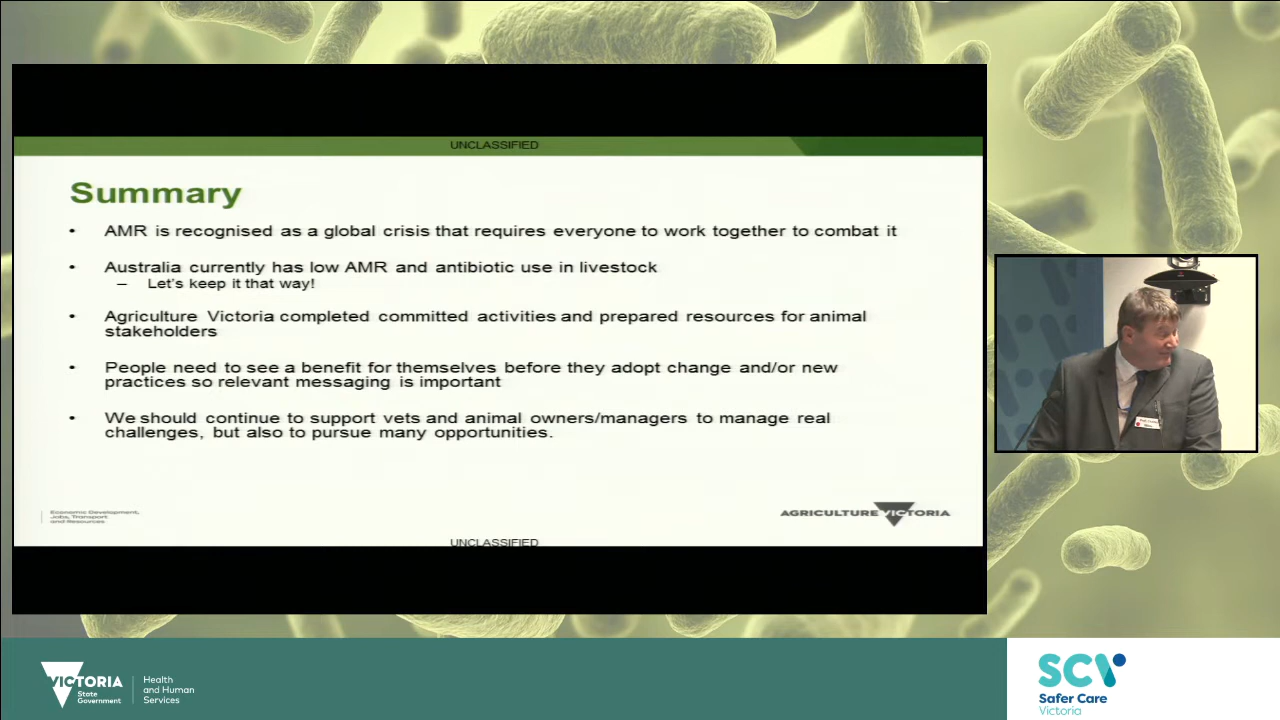 UNCLASSIFIED
Summary
• AMR is recognised as a global crisis that requires everyone to work together to combat it
• Australia currently has low AMR and antibiotic use in livestock
– Let's keep it that way!
• Agriculture Victoria completed committed activities and prepared resources for animal
stakeholders
• People need to see a benefit for themselves before they adopt change and/or new
practices so relevant messaging is important
• We should continue to support vets and animal owners/managers to manage real
challenges, but also to pursue many opportunities.
Economic Development,
Jobs, Transport
and Resources
AGRICULTURE VICTORIA
UNCLASSIFIED
VICTORIA
State
Government
Health
and Human
Services
SCV
Safer Care
Victoria